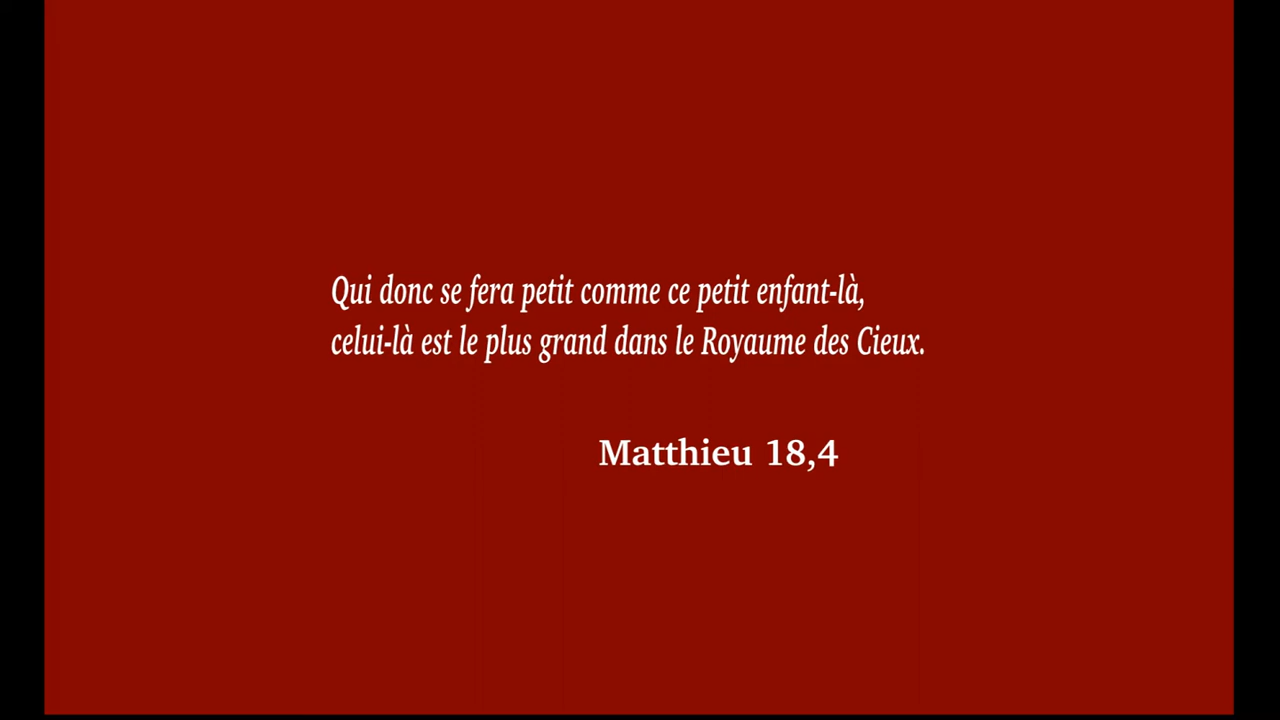 Qui donc se fera petit comme ce petit enfant-là,
celui-là est le plus grand dans le Royaume des Cieux.
Matthieu 18,4